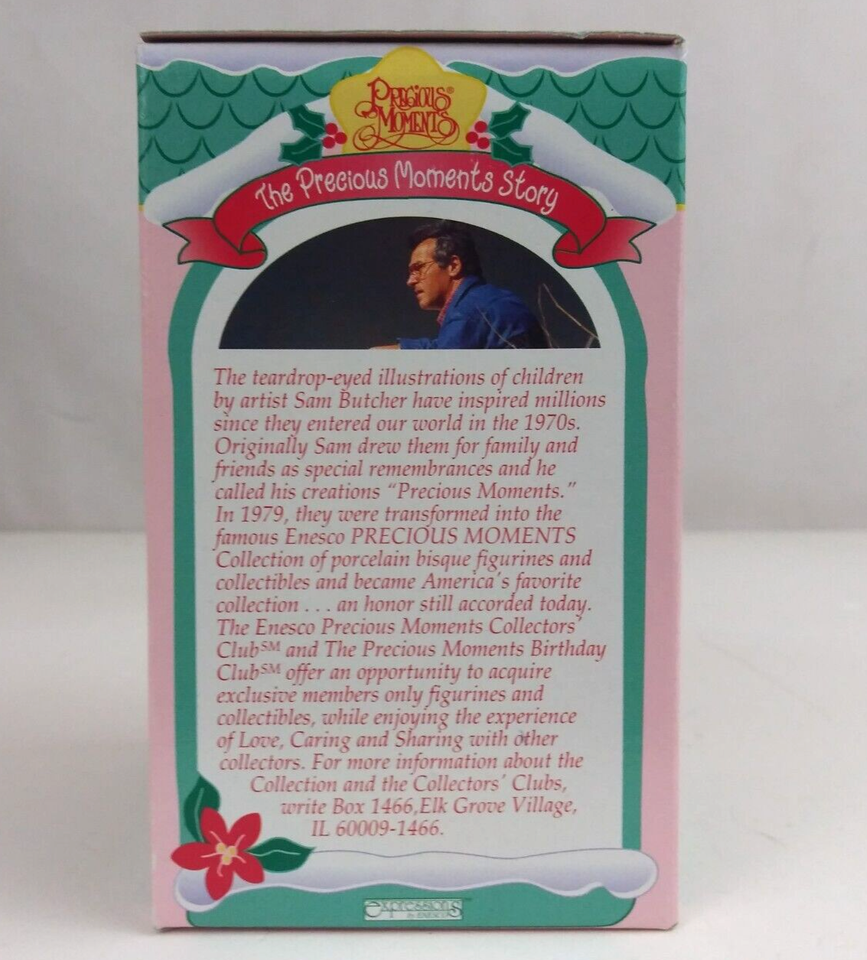 Precious®
Moments
The Precious Moments Story
The teardrop-eyed illustrations of children
by artist Sam Butcher have inspired millions
since they entered our world in the 1970s.
Originally Sam drew them for family and
friends as special remembrances and he
called his creations “Precious Moments.”
In 1979, they were transformed into the
famous Enesco PRECIOUS MOMENTS
Collection of porcelain bisque figurines and
collectibles and became America's favorite
collection . . . an honor still accorded today.
The Enesco Precious Moments Collectors'
Club℠ and The Precious Moments Birthday
Club℠ offer an opportunity to acquire
exclusive members only figurines and
collectibles, while enjoying the experience
of Love, Caring and Sharing with other
collectors. For more information about the
Collection and the Collectors' Clubs,
write Box 1466,Elk Grove Village,
IL 60009-1466.
expressions™
by ENESCO